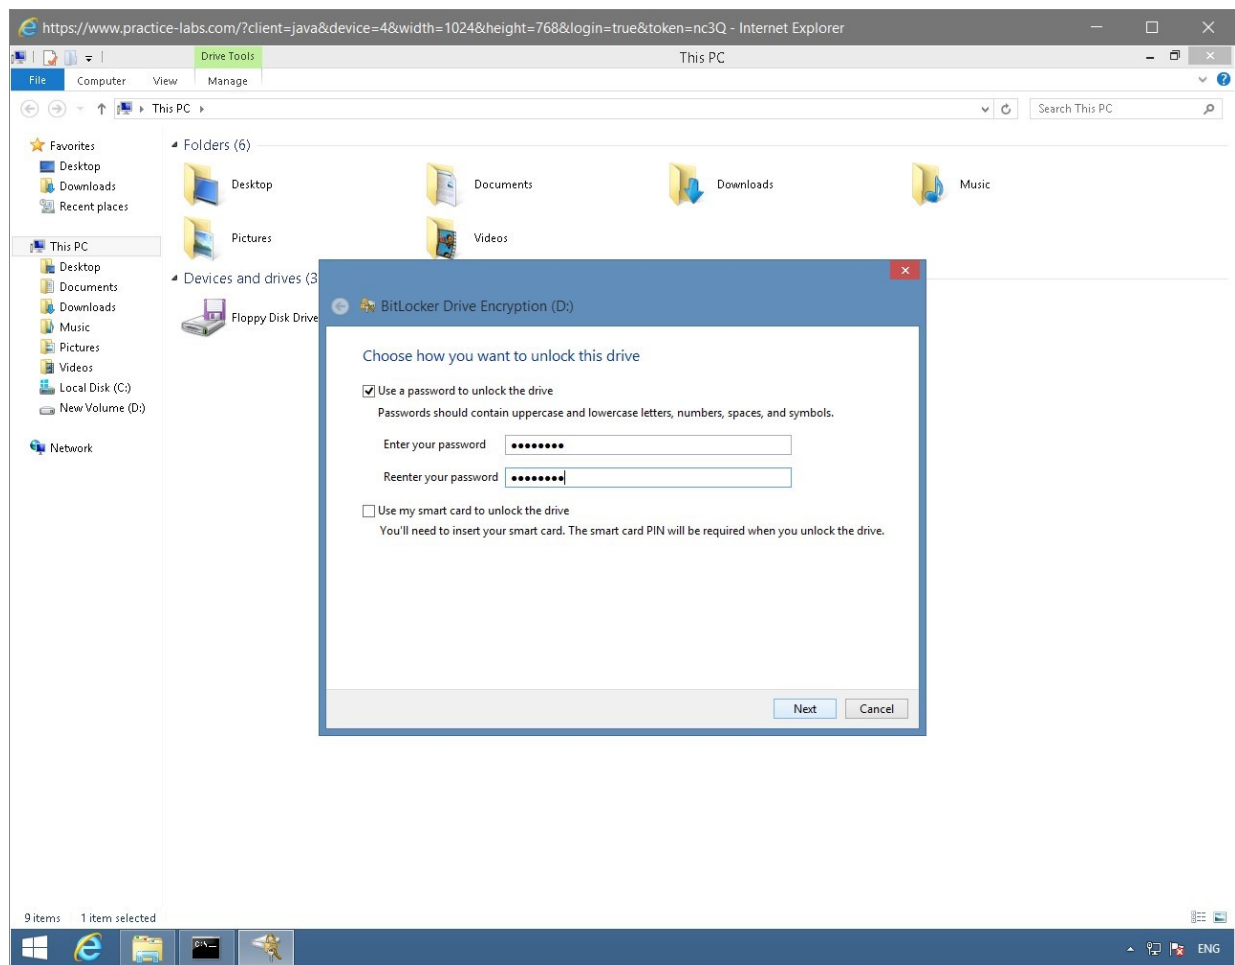 https://www.practice-labs.com/?client=java&device=4&width=1024&height=768&login=true&token=nc3Q - Internet Explorer
Drive Tools
This PC
File Computer View Manage
This PC
Search This PC
Favorites
Desktop
Downloads
Recent places
This PC
Desktop
Documents
Downloads
Music
Pictures
Videos
Local Disk (C:)
New Volume (D:)
Network
Folders (6)
Desktop
Documents
Downloads
Music
Pictures
Videos
Devices and drives (3
Floppy Disk Drive
BitLocker Drive Encryption (D:)
Choose how you want to unlock this drive
Use a password to unlock the drive
Passwords should contain uppercase and lowercase letters, numbers, spaces, and symbols.
Enter your password ●●●●●●●●
Reenter your password ●●●●●●●●
Use my smart card to unlock the drive
You'll need to insert your smart card. The smart card PIN will be required when you unlock the drive.
Next Cancel
9 items 1 item selected
ENG